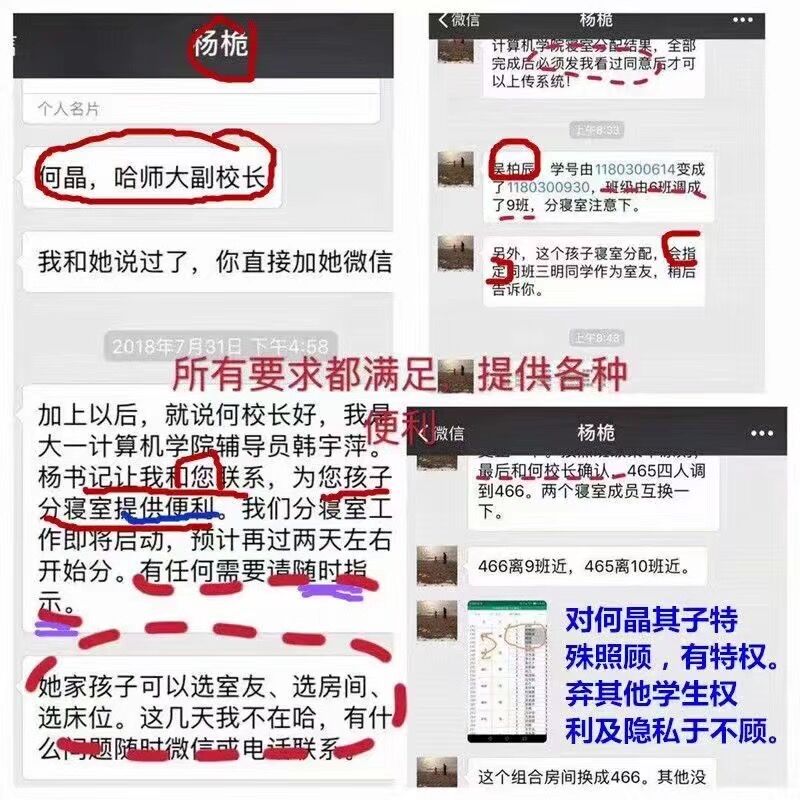 信
杨桅
个人名片
何晶，哈师大副校长
我和她说过了，你直接加她微信
2018年7月31日 下午4:58
所有要求都满足，提供各种
便利
加上以后，就说何校长好，我是
大一计算机学院辅导员韩宇萍。
杨书记让我和您联系，为您孩子
分寝室提供便利。我们分寝室工
作即将启动，预计再过两天左右
开始分。有任何需要请随时指
示。
她家孩子可以选室友、选房间、
选床位。这几天我不在哈，有什
么问题随时微信或电话联系。
微信
杨桅
计算机学院寝室分配结果，全部
完成后必须发我看过同意后才可
以上传系统！
上午8:33
吴柏辰，学号由1180300614变成
了1180300930，班级由6班调成
了9班，分寝室注意下。
另外，这个孩子寝室分配，会指
定同班三明同学作为室友，稍后
告诉你。
上午8:43
微信
杨桅
最后和何校长确认，465四人调
到466。两个寝室成员互换一
下。
466离9班近，465离10班近。
对何晶其子特
殊照顾，有特权。
弃其他学生权
利及隐私于不顾。
这个组合房间换成466。其他没